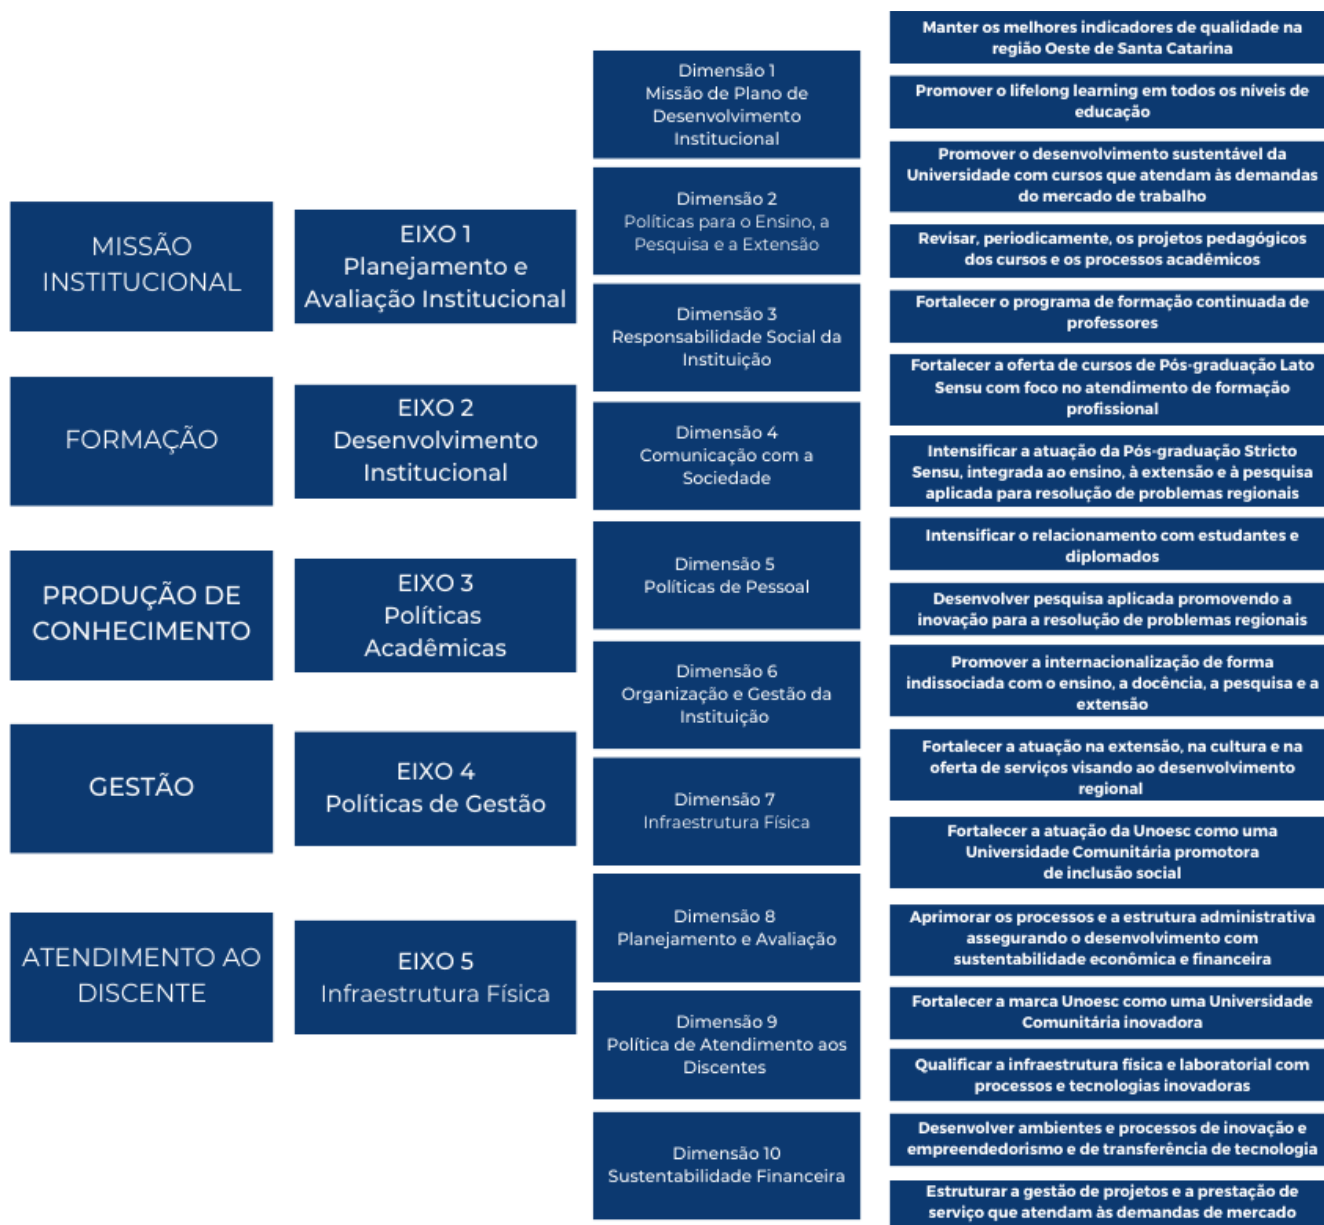 MISSÃO
INSTITUCIONAL
FORMAÇÃO
PRODUÇÃO DE
CONHECIMENTO
GESTÃO
ATENDIMENTO AO
DISCENTE
EIXO 1
Planejamento e
Avaliação Institucional
EIXO 2
Desenvolvimento
Institucional
EIXO 3
Políticas
Acadêmicas
EIXO 4
Políticas de Gestão
EIXO 5
Infraestrutura Física
Dimensão 1
Missão de Plano de
Desenvolvimento
Institucional
Dimensão 2
Políticas para o Ensino, a
Pesquisa e a Extensão
Dimensão 3
Responsabilidade Social da
Instituição
Dimensão 4
Comunicação com a
Sociedade
Dimensão 5
Políticas de Pessoal
Dimensão 6
Organização e Gestão da
Instituição
Dimensão 7
Infraestrutura Física
Dimensão 8
Planejamento e Avaliação
Dimensão 9
Política de Atendimento aos
Discentes
Dimensão 10
Sustentabilidade Financeira
Manter os melhores indicadores de qualidade na
região Oeste de Santa Catarina
Promover o lifelong learning em todos os níveis de
educação
Promover o desenvolvimento sustentável da
Universidade com cursos que atendam às demandas
do mercado de trabalho
Revisar, periodicamente, os projetos pedagógicos
dos cursos e os processos acadêmicos
Fortalecer o programa de formação continuada de
professores
Fortalecer a oferta de cursos de Pós-graduação Lato
Sensu com foco no atendimento de formação
profissional
Intensificar a atuação da Pós-graduação Stricto
Sensu, integrada ao ensino, à extensão e à pesquisa
aplicada para resolução de problemas regionais
Intensificar o relacionamento com estudantes e
diplomados
Desenvolver pesquisa aplicada promovendo a
inovação para a resolução de problemas regionais
Promover a internacionalização de forma
indissociada com o ensino, a docência, a pesquisa e a
extensão
Fortalecer a atuação na extensão, na cultura e na
oferta de serviços visando ao desenvolvimento
regional
Fortalecer a atuação da Unoesc como uma
Universidade Comunitária promotora
de inclusão social
Aprimorar os processos e a estrutura administrativa
assegurando o desenvolvimento com
sustentabilidade econômica e financeira
Fortalecer a marca Unoesc como uma Universidade
Comunitária inovadora
Qualificar a infraestrutura física e laboratorial com
processos e tecnologias inovadoras
Desenvolver ambientes e processos de inovação e
empreendedorismo e de transferência de tecnologia
Estruturar a gestão de projetos e a prestação de
serviço que atendam às demandas de mercado